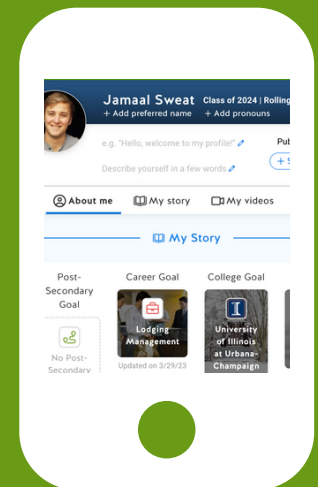 Jamaal Sweat Class of 2024 | Rolling
+ Add preferred name + Add pronouns
e.g. "Hello, welcome to my profile!"
Pub
Describe yourself in a few words
+ S
About me My story My videos
My Story
Post-
Secondary
Goal
No Post-
Secondary
Career Goal
Lodging
Management
Updated on 3/29/23
College Goal
I
University
of Illinois
at Urbana-
Champaign